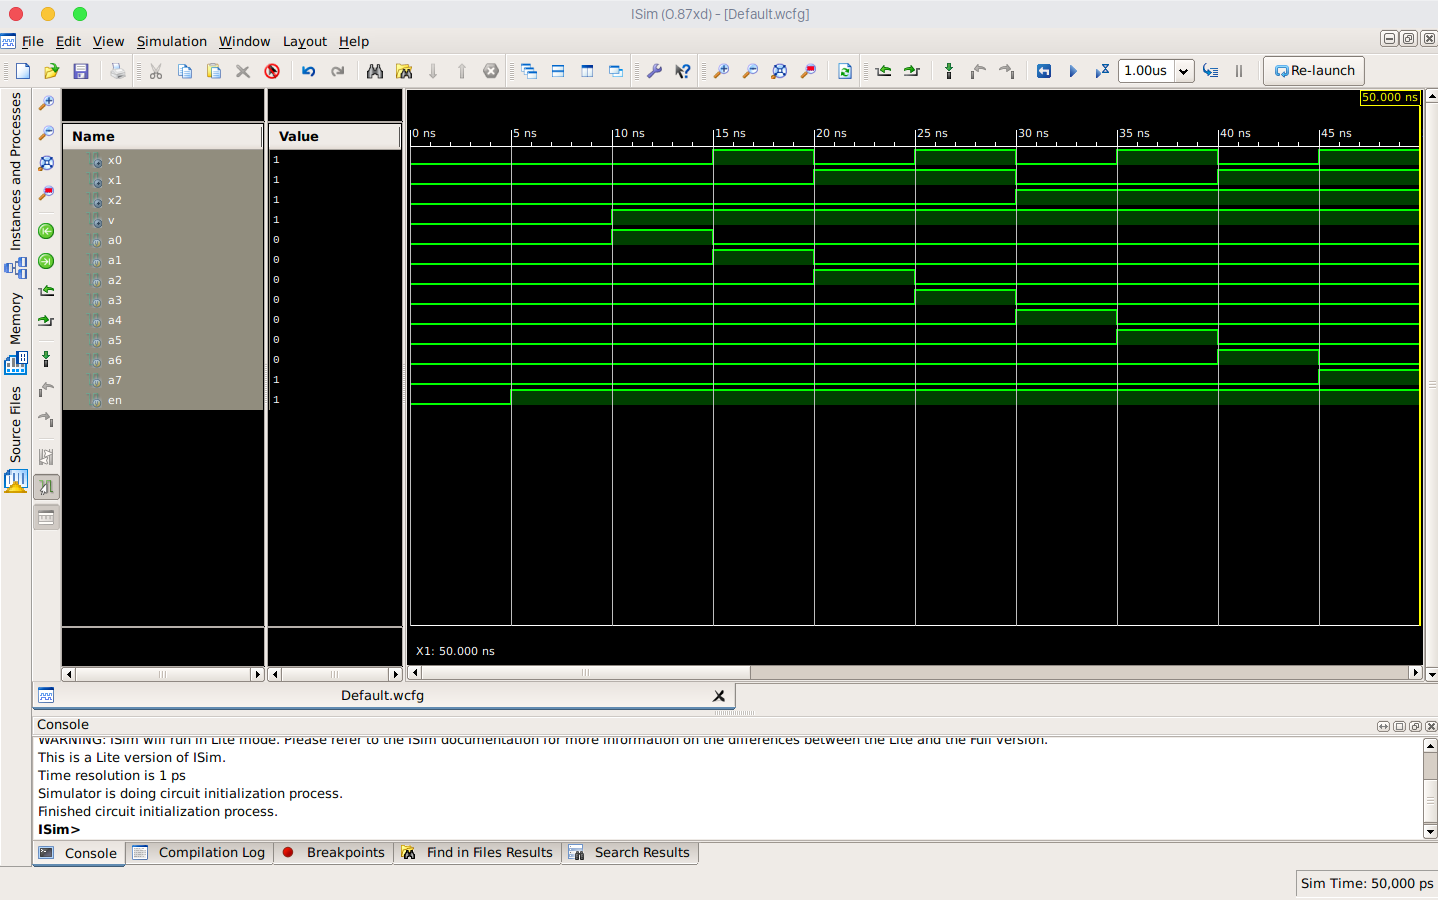 ISim (0.87xd) - [Default.wcfg]
File Edit View Simulation Window Layout Help
1.00us Re-launch
Instances and Processes
Memory
Source Files
Name Value
50.000 ns
0 ns 5 ns 10 ns 15 ns 20 ns 25 ns 30 ns 35 ns 40 ns 45 ns
x0 1
x1 1
x2 1
v 1
a0 0
a1 0
a2 0
a3 0
a4 0
a5 0
a6 0
a7 1
en 1
X1: 50.000 ns
Default.wcfg
Console
WARNING: ISim will run in Lite mode. Please refer to the ISim documentation for more information on the differences between the Lite and the Full version.
This is a Lite version of ISim.
Time resolution is 1 ps
Simulator is doing circuit initialization process.
Finished circuit initialization process.
ISim>
Console Compilation Log Breakpoints Find in Files Results Search Results
Sim Time: 50,000 ps